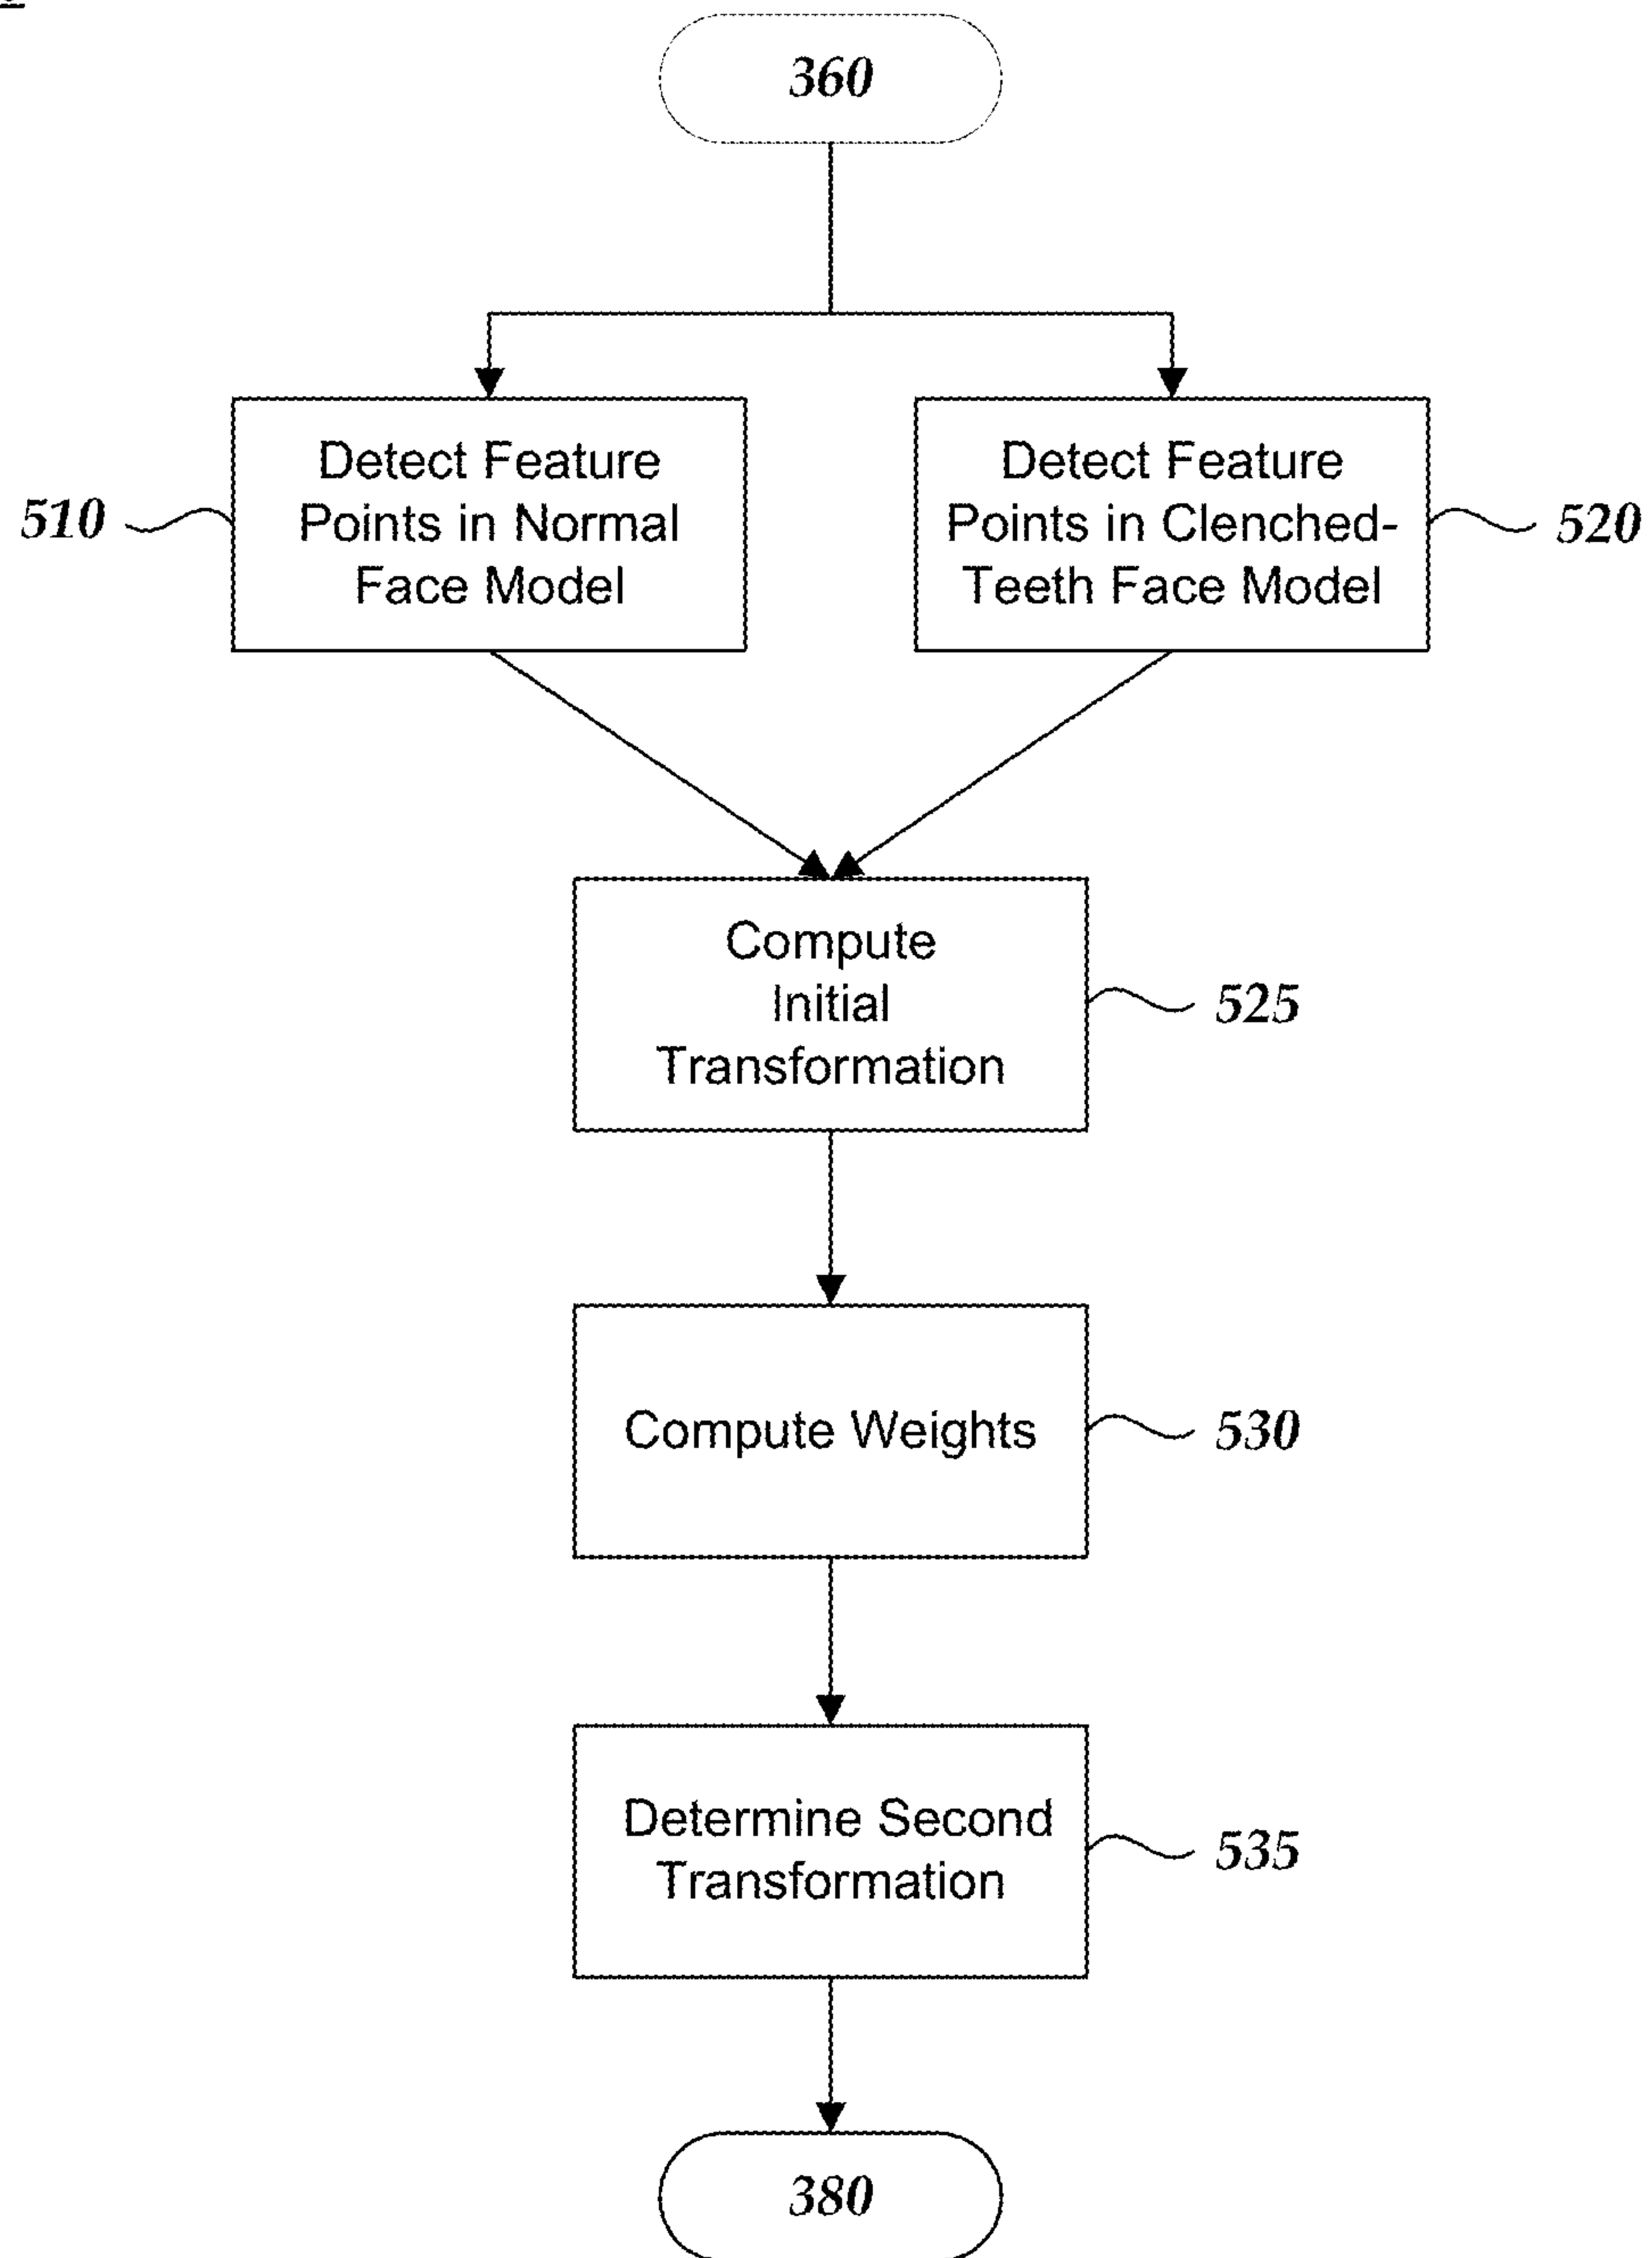 360
Detect Feature
Points in Normal
Face Model
510
Detect Feature
Points in Clenched-
Teeth Face Model
520
Compute
Initial
Transformation
525
Compute Weights
530
Determine Second
Transformation
535
380